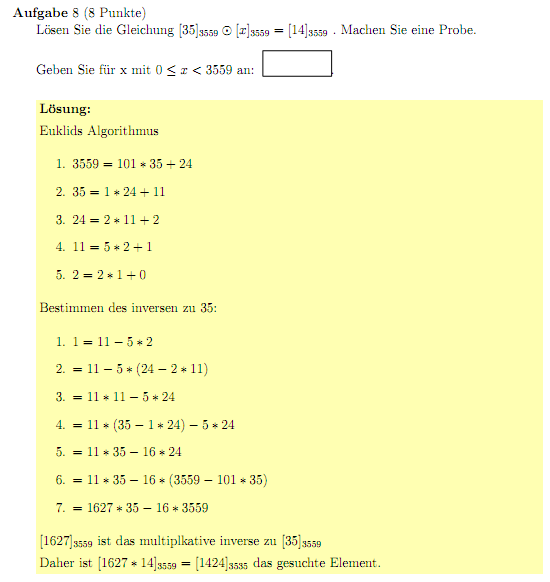 Aufgabe 8 (8 Punkte)
Lösen Sie die Gleichung [35]₃₅₅₉ ⊙ [x]₃₅₅₉ = [14]₃₅₅₉ . Machen Sie eine Probe.
Geben Sie für x mit 0 ≤ x < 3559 an:
Lösung:
Euklids Algorithmus
1. 3559 = 101 ∗ 35 + 24
2. 35 = 1 ∗ 24 + 11
3. 24 = 2 ∗ 11 + 2
4. 11 = 5 ∗ 2 + 1
5. 2 = 2 ∗ 1 + 0
Bestimmen des inversen zu 35:
1. 1 = 11 − 5 ∗ 2
2. = 11 − 5 ∗ (24 − 2 ∗ 11)
3. = 11 ∗ 11 − 5 ∗ 24
4. = 11 ∗ (35 − 1 ∗ 24) − 5 ∗ 24
5. = 11 ∗ 35 − 16 ∗ 24
6. = 11 ∗ 35 − 16 ∗ (3559 − 101 ∗ 35)
7. = 1627 ∗ 35 − 16 ∗ 3559
[1627]₃₅₅₉ ist das multiplkative inverse zu [35]₃₅₅₉
Daher ist [1627 ∗ 14]₃₅₅₉ = [1424]₃₅₃₅ das gesuchte Element.